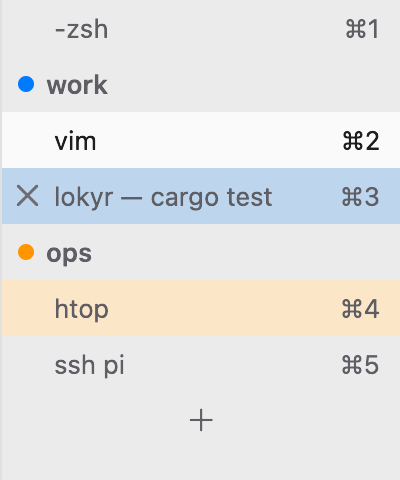 -zsh ⌘1
work
vim ⌘2
lokyr — cargo test ⌘3
ops
htop ⌘4
ssh pi ⌘5